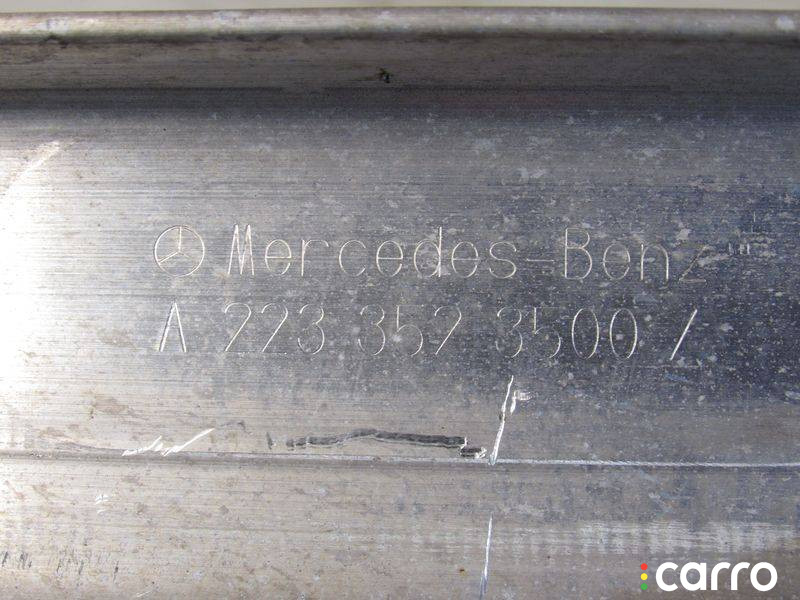 Mercedes-Benz
A 223 352 3500 /
carro